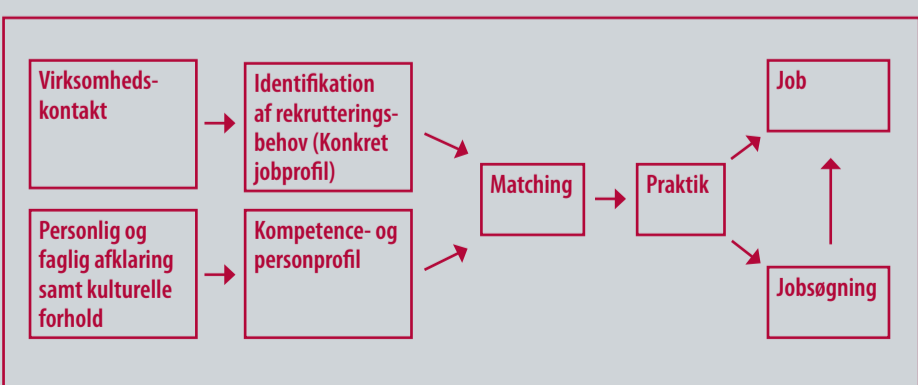 Virksomheds-
kontakt
Identifikation
af rekrutterings-
behov (Konkret
jobprofil)
Personlig og
faglig afklaring
samt kulturelle
forhold
Kompetence- og
personprofil
Matching
Praktik
Job
Jobsøgning